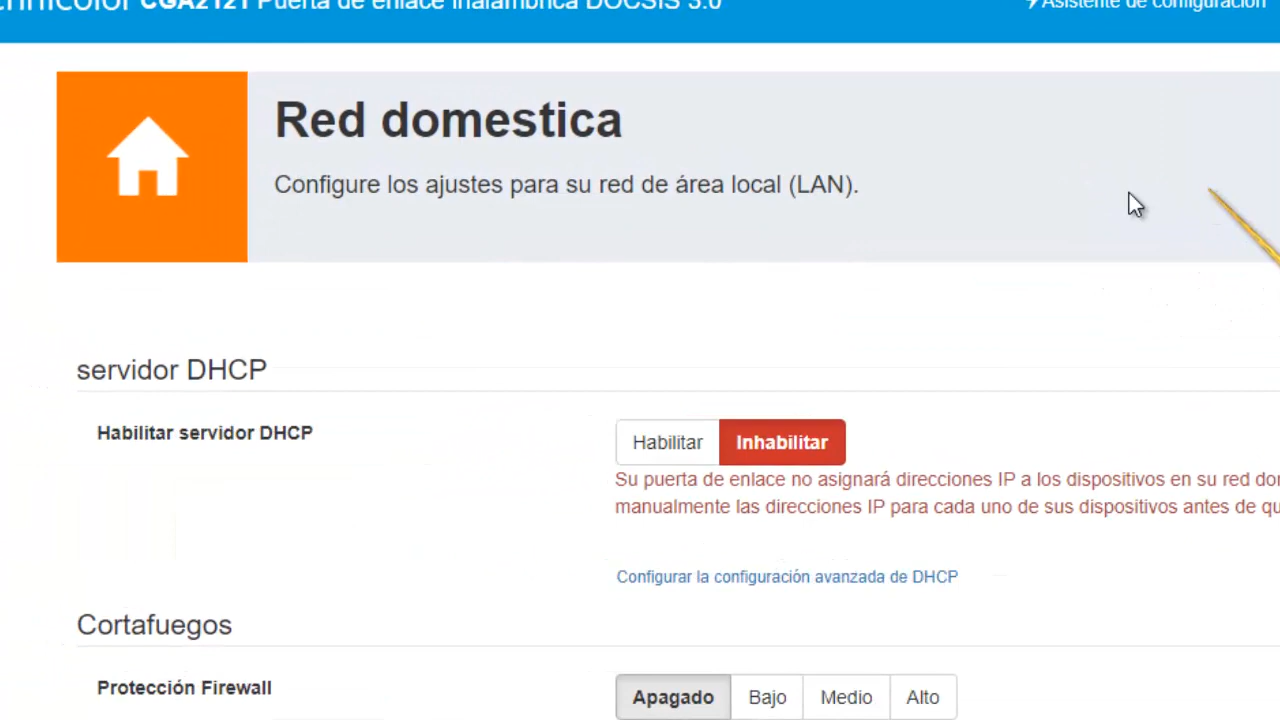 CGA2121 Puerta de enlace inalámbrica DOCSIS 3.0
Asistente de configuración
Red domestica
Configure los ajustes para su red de área local (LAN).
servidor DHCP
Habilitar servidor DHCP
Habilitar
Inhabilitar
Su puerta de enlace no asignará direcciones IP a los dispositivos en su red
manualmente las direcciones IP para cada uno de sus dispositivos antes de
Configurar la configuración avanzada de DHCP
Cortafuegos
Protección Firewall
Apagado
Bajo
Medio
Alto